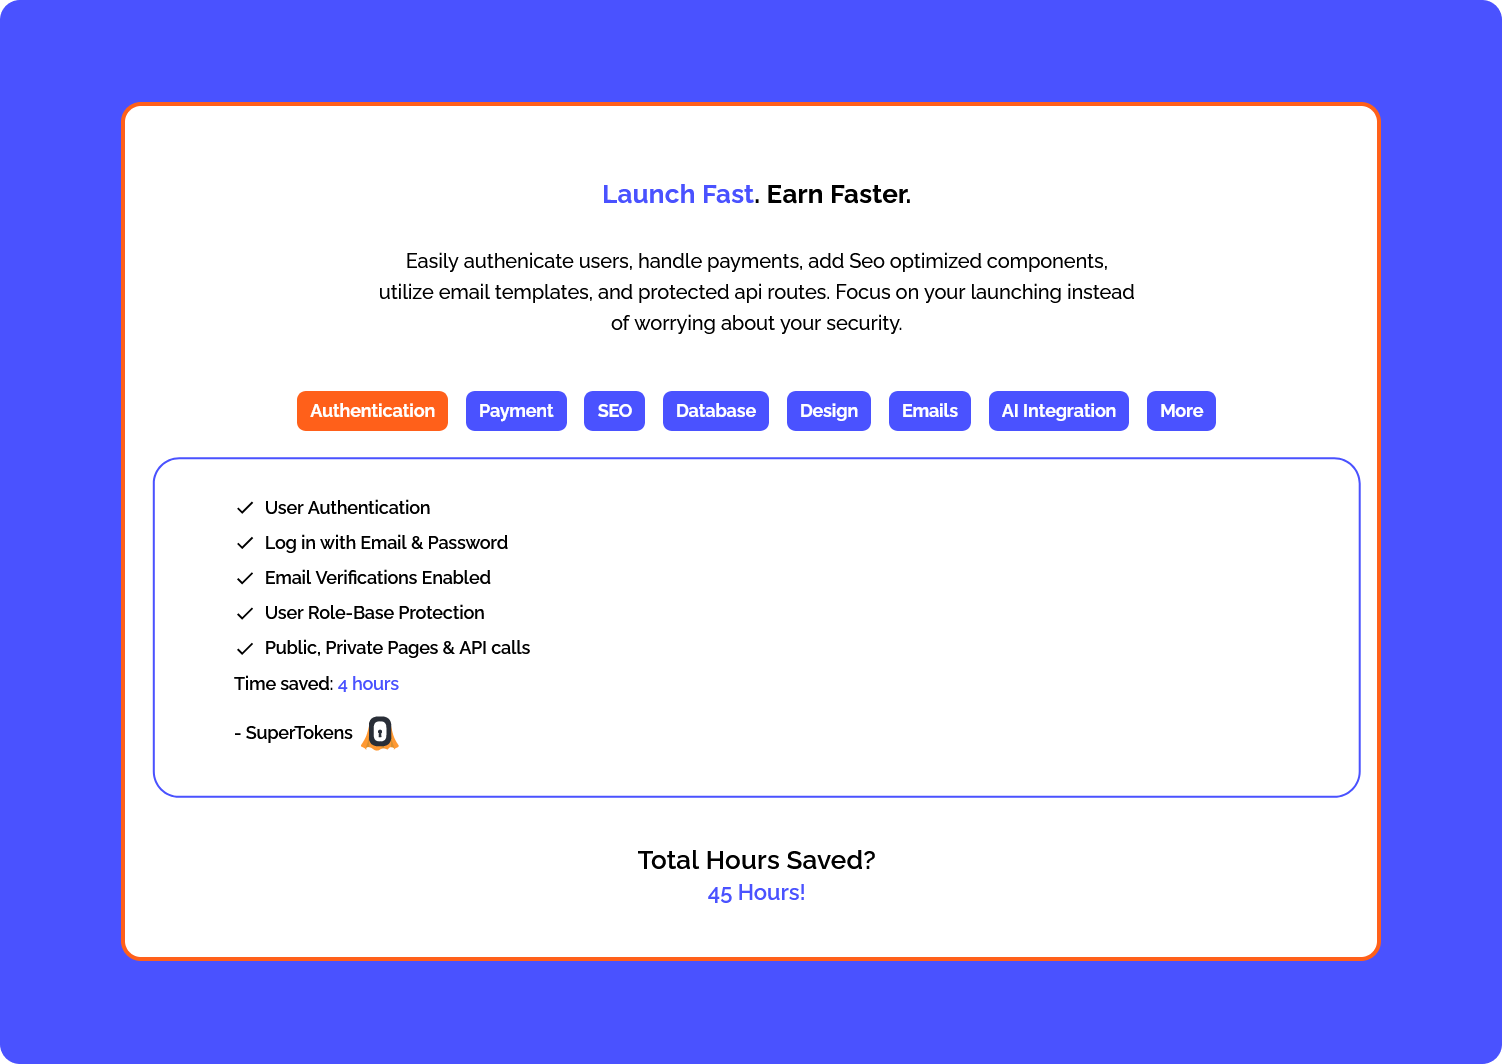 Launch Fast. Earn Faster.
Easily authenicate users, handle payments, add Seo optimized components,
utilize email templates, and protected api routes. Focus on your launching instead
of worrying about your security.
Authentication Payment SEO Database Design Emails AI Integration More
User Authentication
Log in with Email & Password
Email Verifications Enabled
User Role-Base Protection
Public, Private Pages & API calls
Time saved: 4 hours
- SuperTokens
Total Hours Saved?
45 Hours!